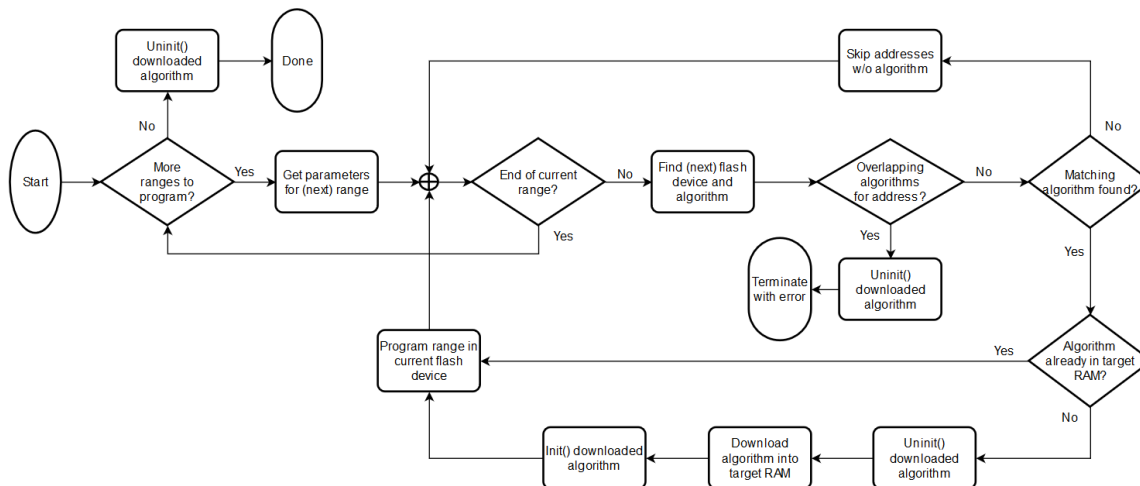 Uninit()
downloaded
algorithm
Done
Skip addresses
w/o algorithm
No
No
Start
More
ranges to
program?
Yes
Get parameters
for (next) range
End of current
range?
No
Find (next) flash
device and
algorithm
Overlapping
algorithms
for address?
No
Matching
algorithm found?
Yes
Yes
Yes
Terminate
with error
Uninit()
downloaded
algorithm
Program range in
current flash
device
Yes
Algorithm
already in target
RAM?
No
Init() downloaded
algorithm
Download
algorithm into
target RAM
Uninit()
downloaded
algorithm